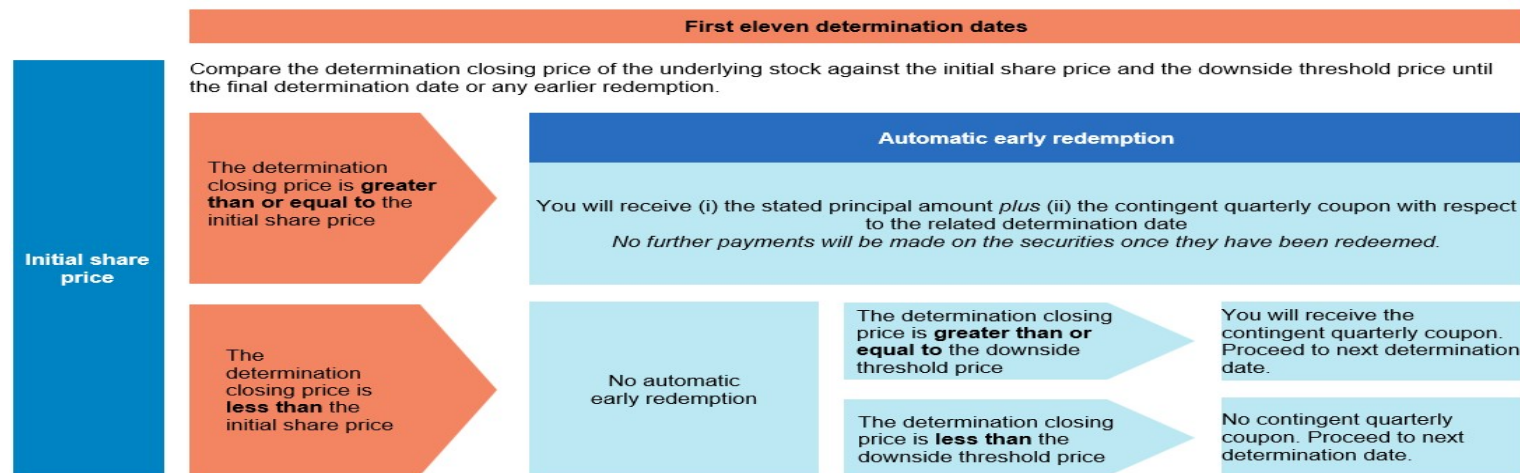 First eleven determination dates
Compare the determination closing price of the underlying stock against the initial share price and the downside threshold price until
the final determination date or any earlier redemption.
Initial share
price
The determination
closing price is greater
than or equal to the
initial share price
Automatic early redemption
You will receive (i) the stated principal amount plus (ii) the contingent quarterly coupon with respect
to the related determination date
No further payments will be made on the securities once they have been redeemed.
The
determination
closing price is
less than the
initial share price
No automatic
early redemption
The determination closing
price is greater than or
equal to the downside
threshold price
You will receive the
contingent quarterly coupon.
Proceed to next determination
date.
The determination closing
price is less than the
downside threshold price
No contingent quarterly
coupon. Proceed to next
determination date.